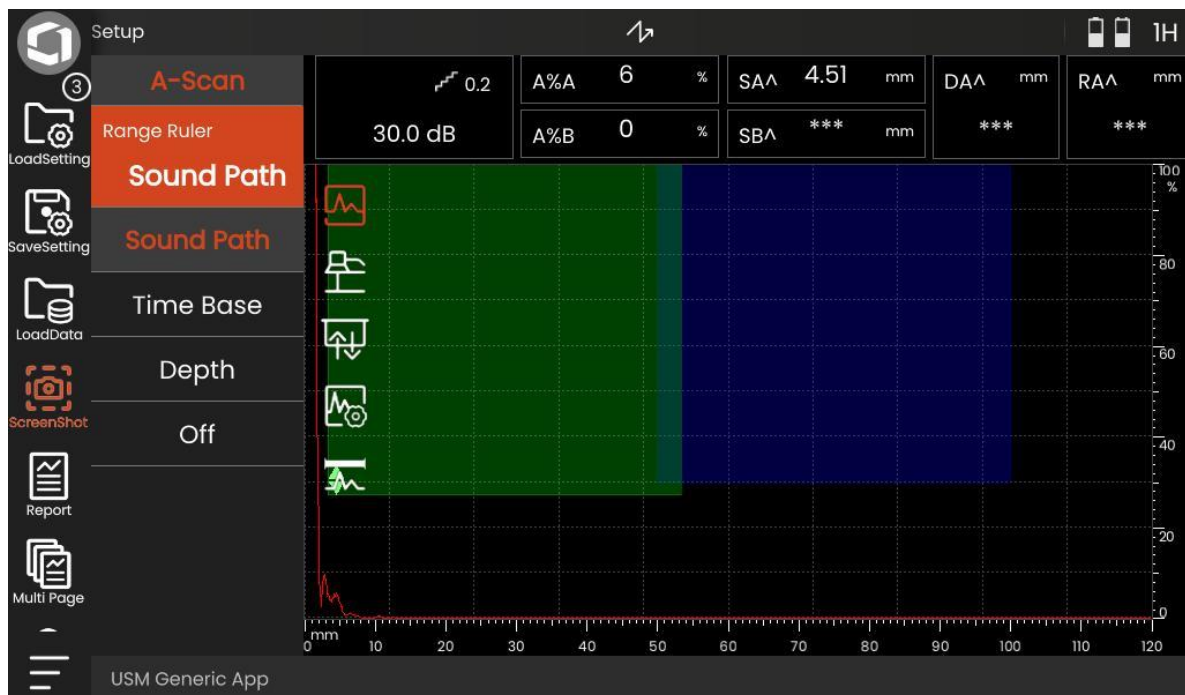 Setup
1H
3
A-Scan
Range Ruler
Sound Path
Sound Path
Time Base
Depth
Off
LoadSetting
SaveSetting
LoadData
ScreenShot
Report
Multi Page
0.2
30.0 dB
A%A 6 %
A%B 0 %
SA^ 4.51 mm
SB^ *** mm
DA^ mm
***
RA^ mm
***
100
%
80
60
40
20
0
mm
0 10 20 30 40 50 60 70 80 90 100 110 120
USM Generic App